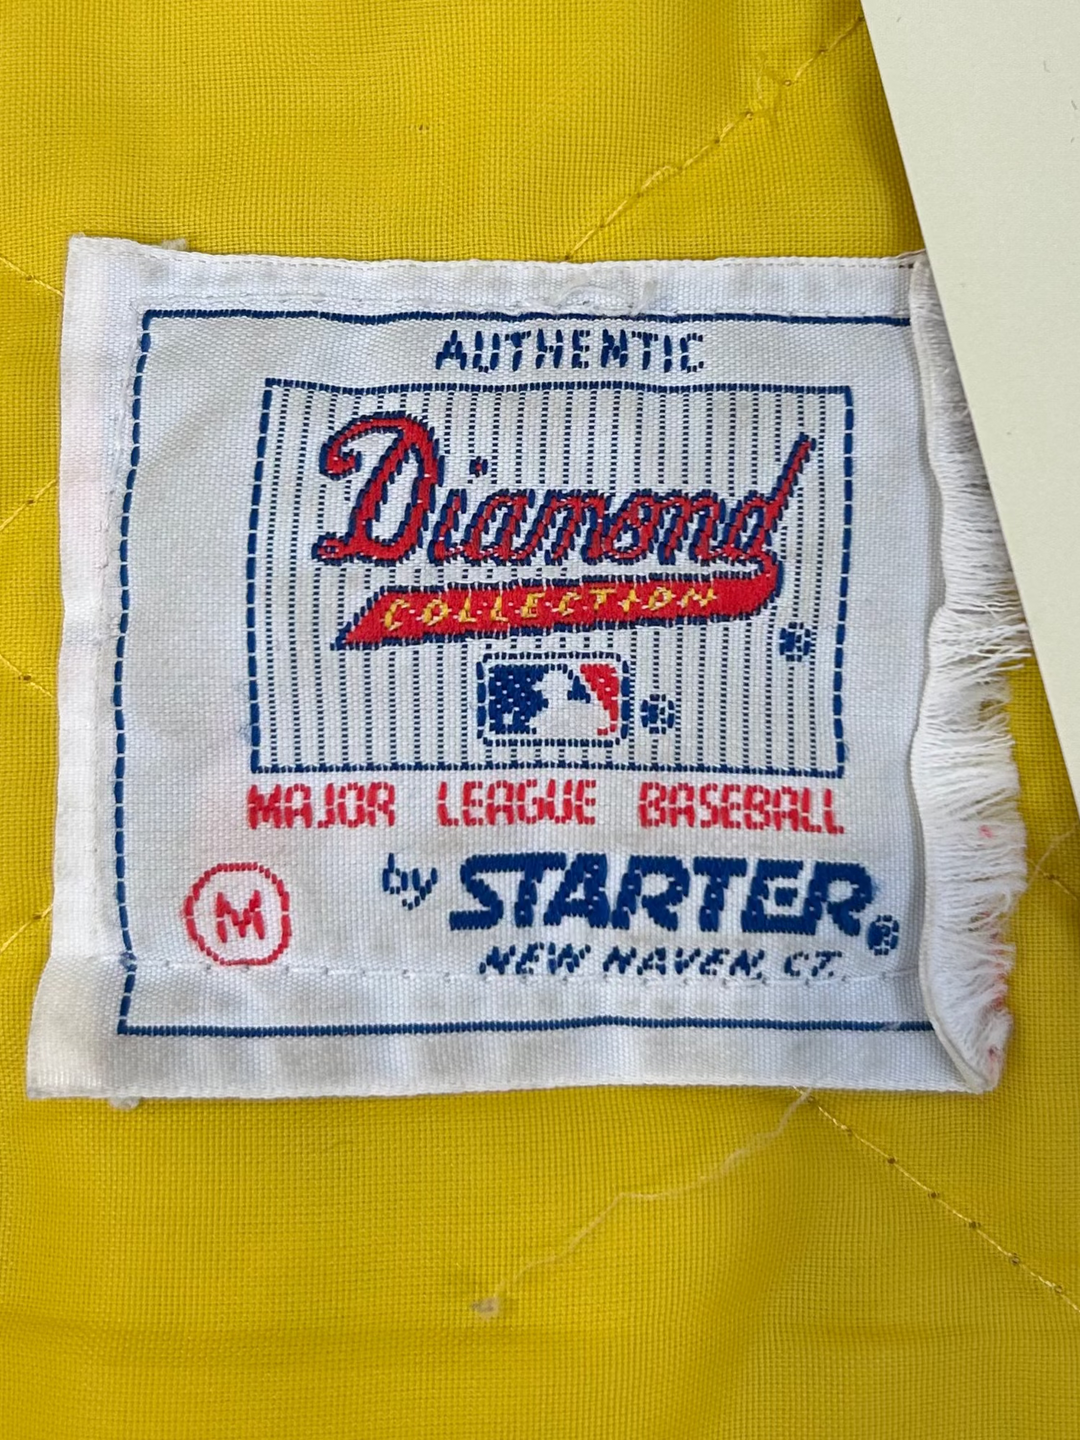 AUTHENTIC
Diamond
COLLECTION
®
®
MAJOR LEAGUE BASEBALL
M
by STARTER®
NEW HAVEN, CT.